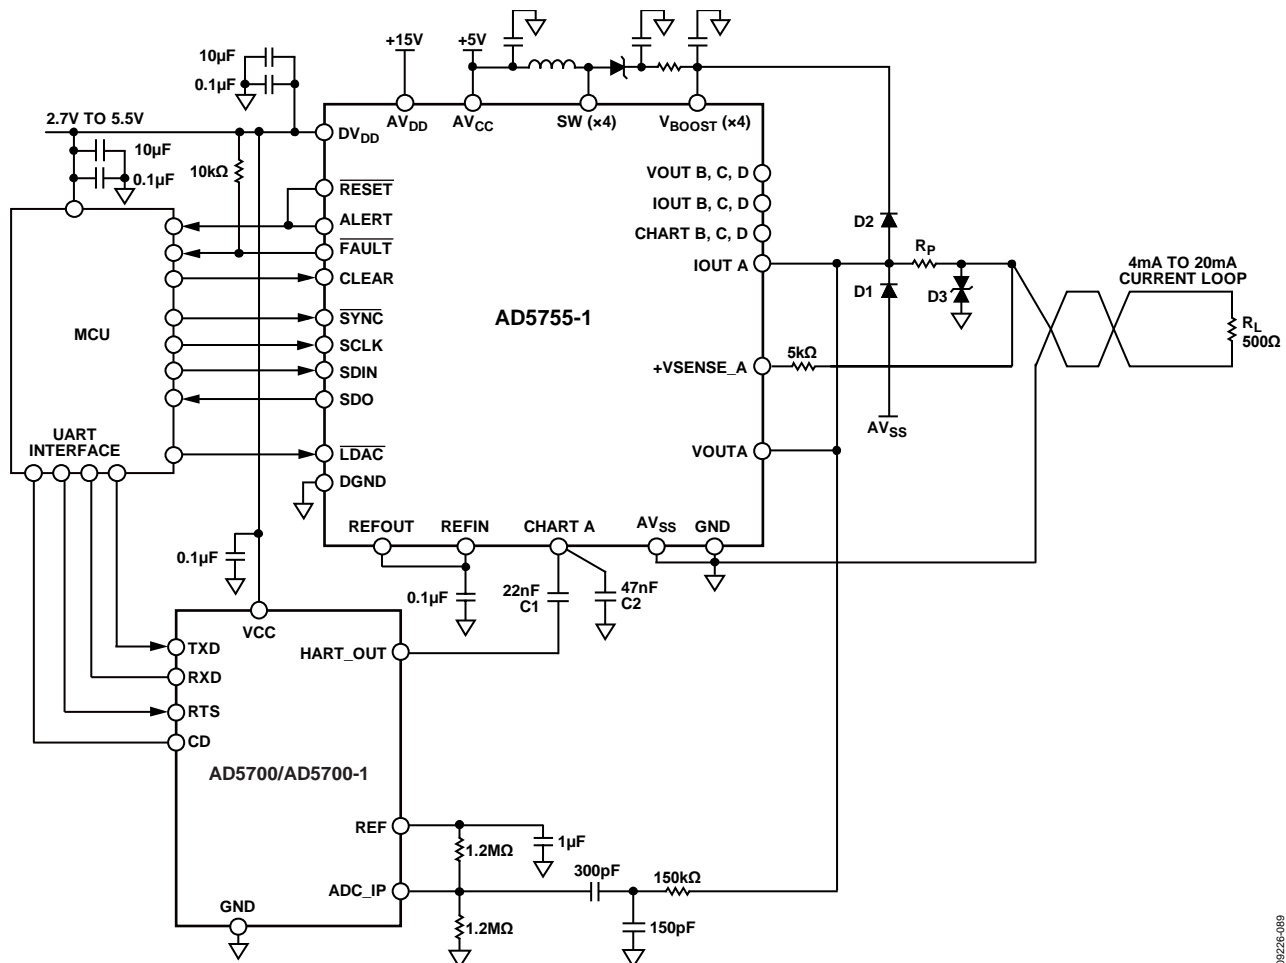 +15V
+5V
10µF
0.1µF
2.7V TO 5.5V
10µF
0.1µF
10kΩ
AVDD
AVCC
SW (×4)
VBOOST (×4)
DVDD
RESET
ALERT
FAULT
CLEAR
SYNC
SCLK
SDIN
SDO
LDAC
DGND
VOUT B, C, D
IOUT B, C, D
CHART B, C, D
IOUT A
+VSENSE_A
VOUTA
AD5755-1
MCU
UART
INTERFACE
REFOUT
REFIN
CHART A
AVSS
GND
D2
RP
D1
D3
4mA TO 20mA
CURRENT LOOP
RL
500Ω
5kΩ
AVSS
0.1µF
0.1µF
22nF
C1
47nF
C2
VCC
TXD
RXD
RTS
CD
HART_OUT
AD5700/AD5700-1
REF
ADC_IP
GND
1.2MΩ
1µF
300pF
150kΩ
1.2MΩ
150pF
09226-089